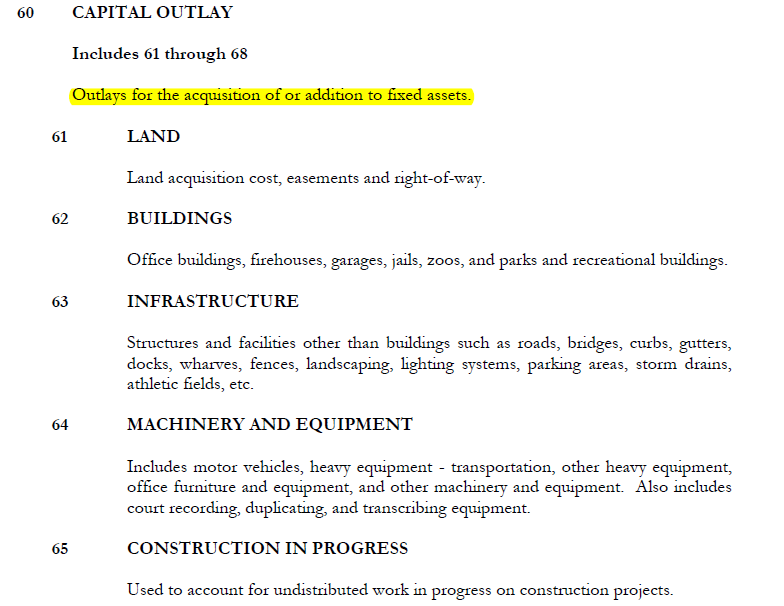 60 CAPITAL OUTLAY
Includes 61 through 68
Outlays for the acquisition of or addition to fixed assets.
61 LAND
Land acquisition cost, easements and right-of-way.
62 BUILDINGS
Office buildings, firehouses, garages, jails, zoos, and parks and recreational buildings.
63 INFRASTRUCTURE
Structures and facilities other than buildings such as roads, bridges, curbs, gutters,
docks, wharves, fences, landscaping, lighting systems, parking areas, storm drains,
athletic fields, etc.
64 MACHINERY AND EQUIPMENT
Includes motor vehicles, heavy equipment - transportation, other heavy equipment,
office furniture and equipment, and other machinery and equipment. Also includes
court recording, duplicating, and transcribing equipment.
65 CONSTRUCTION IN PROGRESS
Used to account for undistributed work in progress on construction projects.